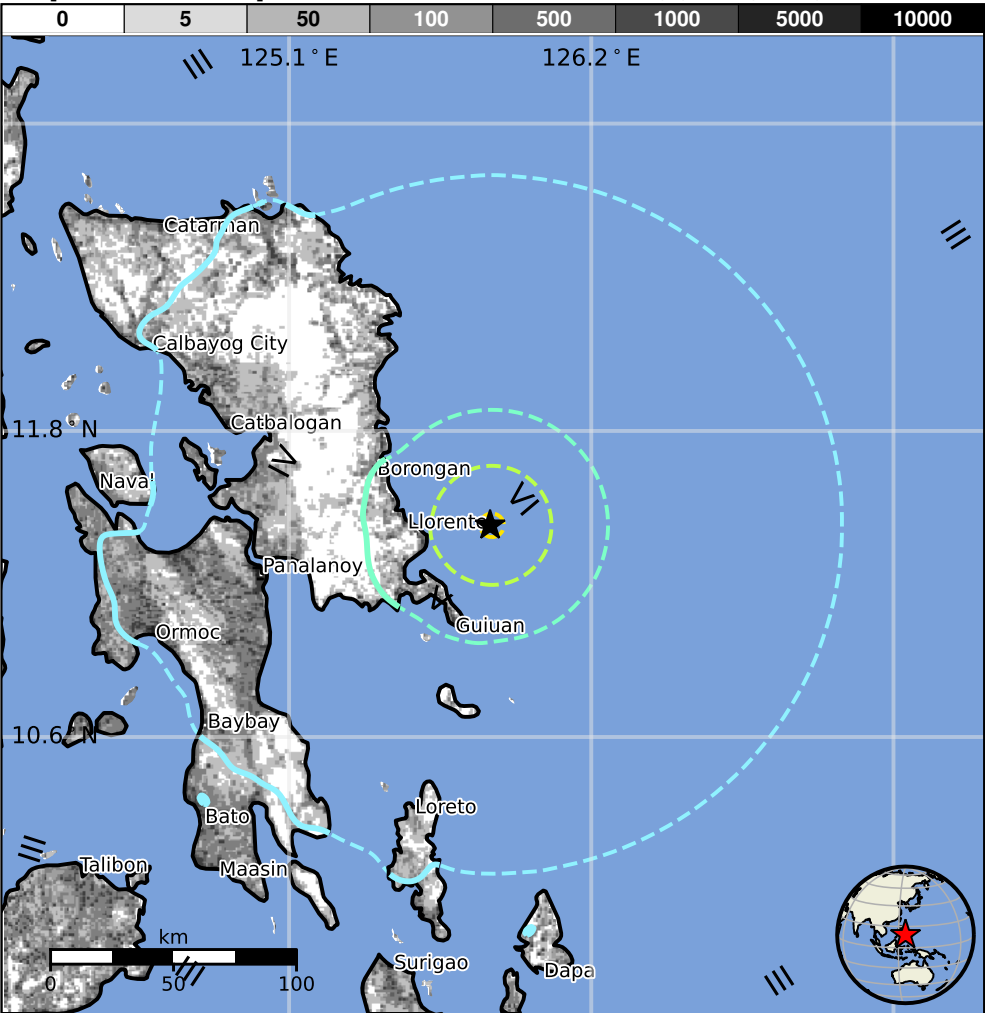 0 5 50 100 500 1000 5000 10000
125.1°E 126.2°E
III
III
Catarman
Calbayog City
Catbalogan
11.8°N
IV
Borongan
Naval
VI
Llorente
Panalanoy
V
Guiuan
Ormoc
Baybay
10.6°N
Loreto
Bato
III
Talibon
Maasin
km
0 50 100
III
Surigao
Dapa
III